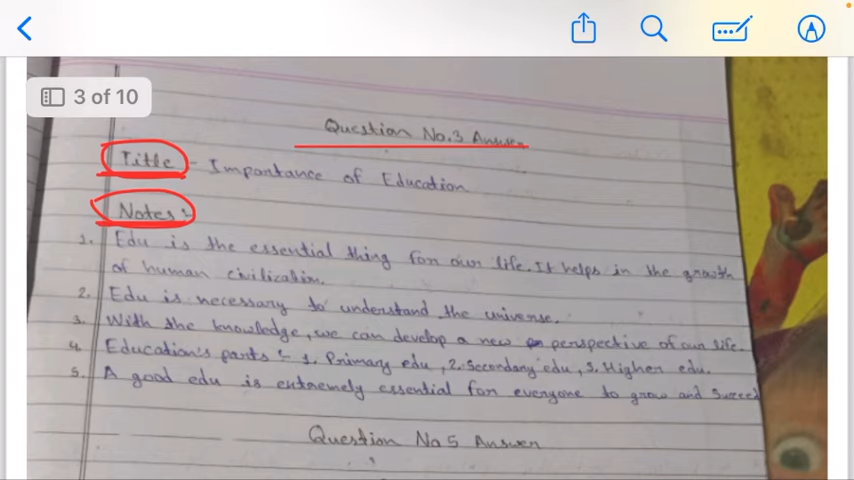 3 of 10
Question No.3 Answer
Title - Importance of Education
Notes :-
1. Edu is the essential thing for our life. It helps in the growth
of human civilization.
2. Edu is necessary to understand the universe.
3. With the knowledge, we can develop a new perspective of our life.
4. Education's parts :- 1. Primary edu, 2. Secondary edu, 3. Higher edu.
5. A good edu is extremely essential for everyone to grow and succeed
Question No 5 Answer